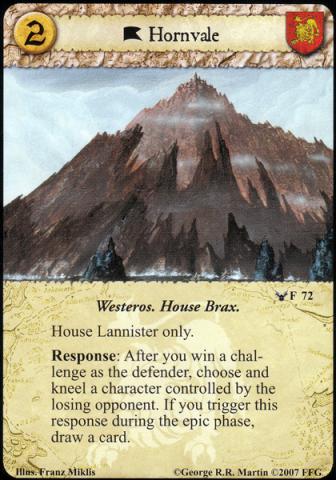 2 Hornvale
F 72
Westeros. House Brax.
House Lannister only.
Response: After you win a chal-
lenge as the defender, choose and
kneel a character controlled by the
losing opponent. If you trigger this
response during the epic phase,
draw a card.
Illus. Franz Miklis ©George R.R. Martin ©2007 FFG